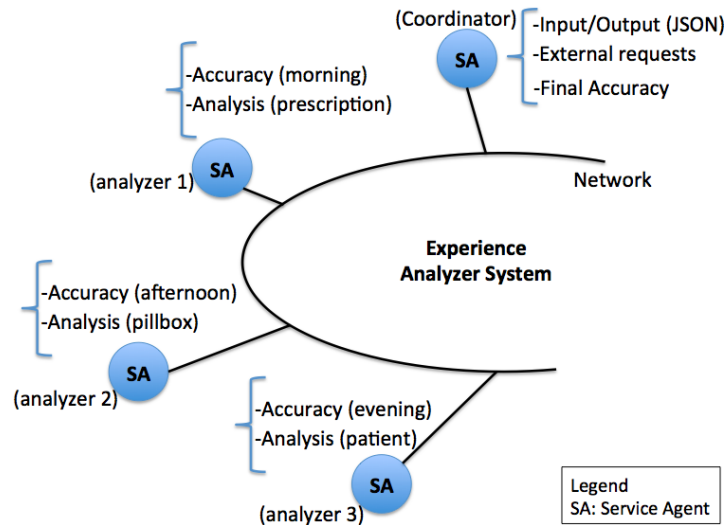 (Coordinator)
SA
-Input/Output (JSON)
-External requests
-Final Accuracy
-Accuracy (morning)
-Analysis (prescription)
SA
(analyzer 1)
Network
Experience
Analyzer System
-Accuracy (afternoon)
-Analysis (pillbox)
SA
(analyzer 2)
-Accuracy (evening)
-Analysis (patient)
SA
(analyzer 3)
Legend
SA: Service Agent